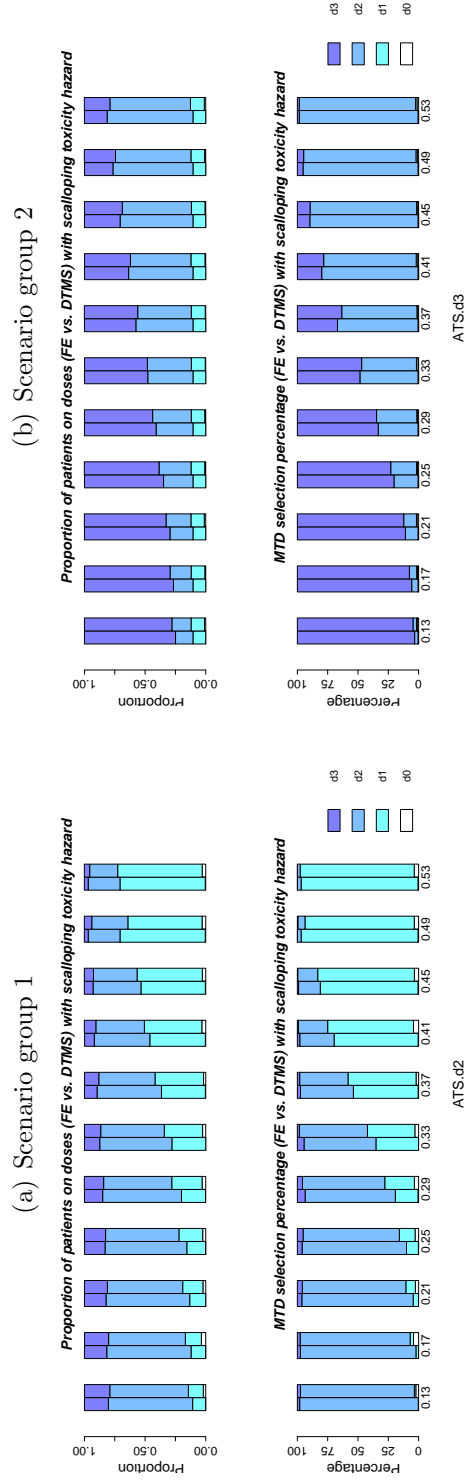 (a) Scenario group 1
Proportion of patients on doses (FE vs. DTMS) with scalloping toxicity hazard
Proportion
1.00
0.50
0.00
MTD selection percentage (FE vs. DTMS) with scalloping toxicity hazard
Percentage
100
75
50
25
0
0.13 0.17 0.21 0.25 0.29 0.33 0.37 0.41 0.45 0.49 0.53
ATS.d2
d3
d2
d1
d0
(b) Scenario group 2
Proportion of patients on doses (FE vs. DTMS) with scalloping toxicity hazard
Proportion
1.00
0.50
0.00
MTD selection percentage (FE vs. DTMS) with scalloping toxicity hazard
Percentage
100
75
50
25
0
0.13 0.17 0.21 0.25 0.29 0.33 0.37 0.41 0.45 0.49 0.53
ATS.d3
d3
d2
d1
d0